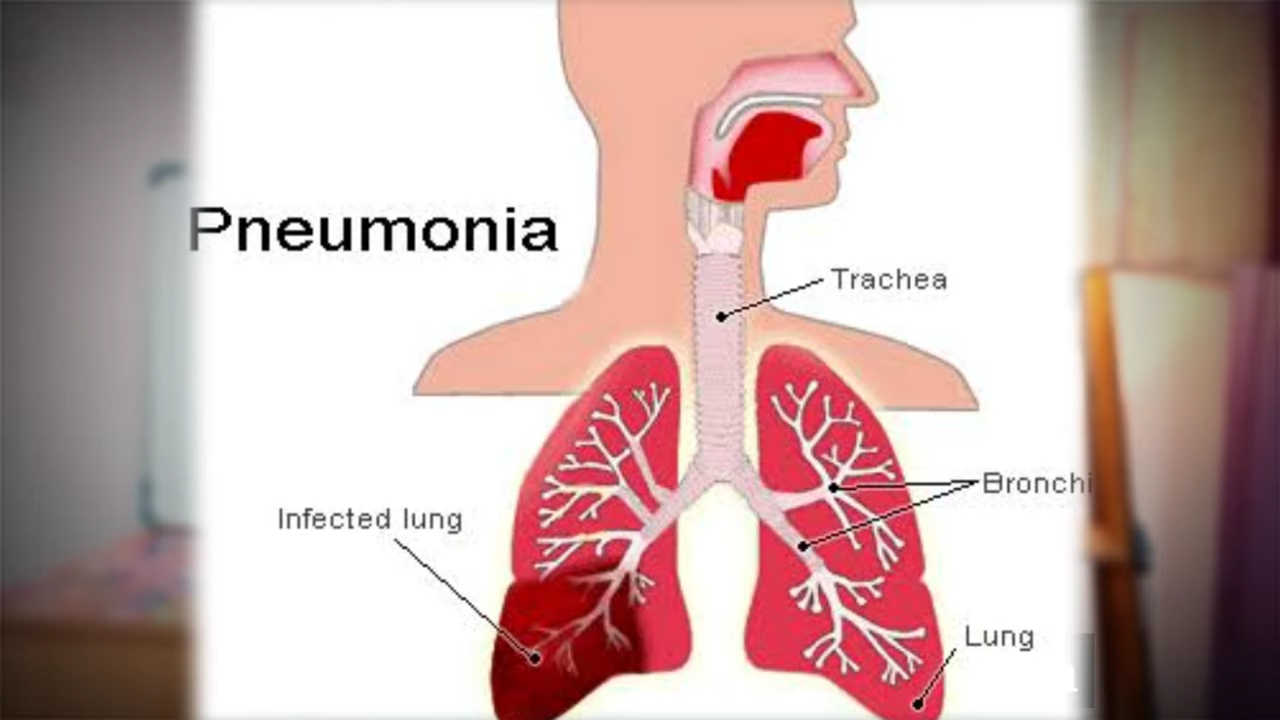 Pneumonia
Trachea
Bronchi
Infected lung
Lung